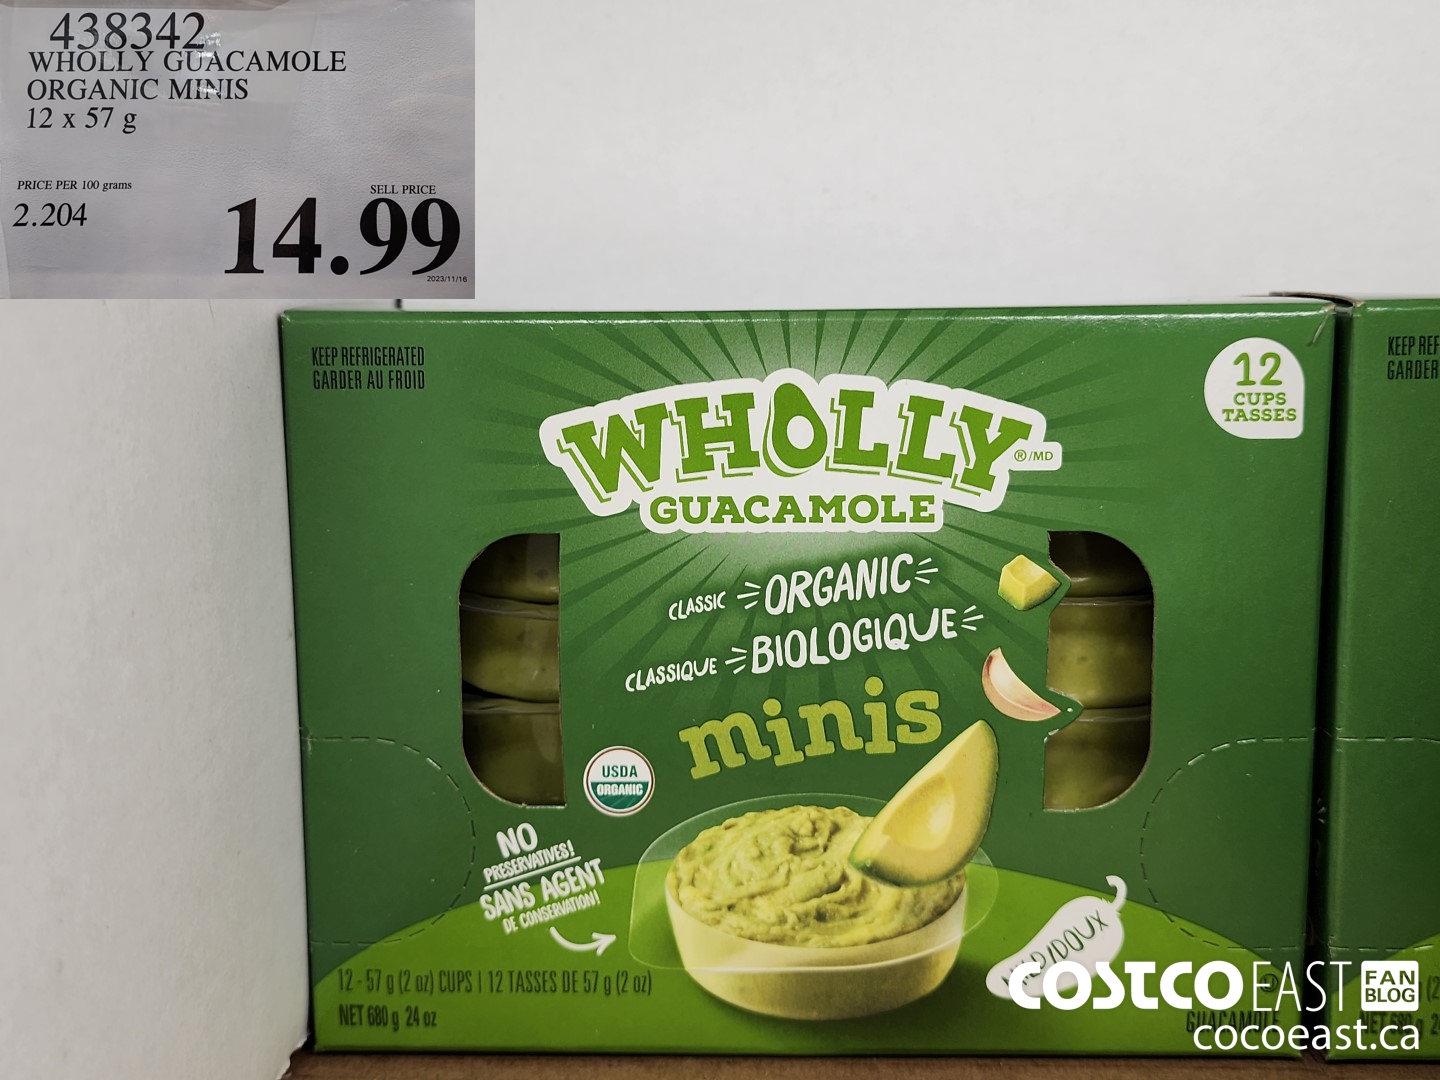 438342
WHOLLY GUACAMOLE
ORGANIC MINIS
12 x 57 g
PRICE PER 100 grams
2.204
SELL PRICE
14.99
2023/11/16
KEEP REFRIGERATED
GARDER AU FROID
12
CUPS
TASSES
WHOLLY
®/MD
GUACAMOLE
CLASSIC ORGANIC
CLASSIQUE BIOLOGIQUE
minis
USDA
ORGANIC
NO
PRESERVATIVES!
SANS AGENT
DE CONSERVATION!
12 - 57 g (2 oz) CUPS | 12 TASSES DE 57 g (2 oz)
NET 680 g 24 oz
KEEP REF
GARDER
COSTCO EAST FAN BLOG
cocoeast.ca